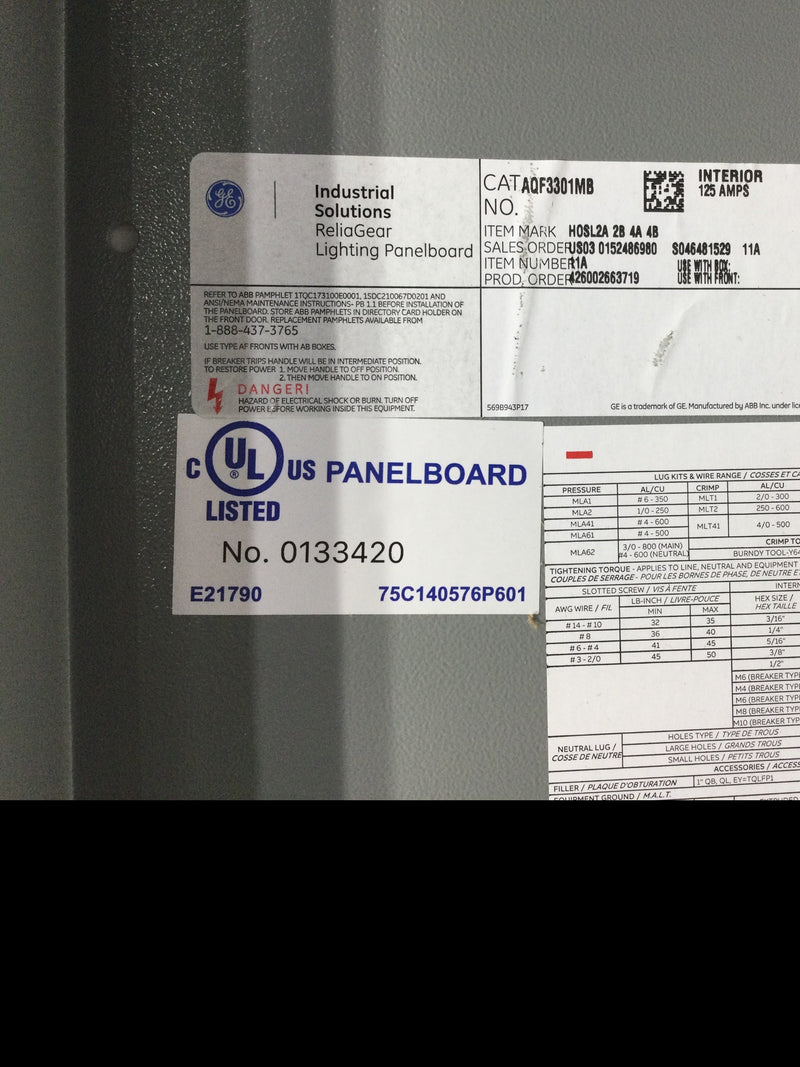 GE
Industrial
Solutions
ReliaGear
Lighting Panelboard
CAT AQF3301MB
NO.
INTERIOR
125 AMPS
ITEM MARK HOSL2A 2B 4A 4B
SALES ORDER US03 0152486980 S046481529 11A
ITEM NUMBER 11A USE WITH BOX:
PROD. ORDER 426002663719 USE WITH FRONT:
REFER TO ABB PAMPHLET 1TQC173100E0001, 1SDC210067D0201 AND
ANSI/NEMA MAINTENANCE INSTRUCTIONS- PB 1.1 BEFORE INSTALLATION OF
THE PANELBOARD. STORE ABB PAMPHLETS IN DIRECTORY CARD HOLDER ON
THE FRONT DOOR. REPLACEMENT PAMPHLETS AVAILABLE FROM
1-888-437-3765
USE TYPE AF FRONTS WITH AB BOXES.
IF BREAKER TRIPS HANDLE WILL BE IN INTERMEDIATE POSITION.
TO RESTORE POWER 1. MOVE HANDLE TO OFF POSITION.
2. THEN MOVE HANDLE TO ON POSITION.
DANGER!
HAZARD OF ELECTRICAL SHOCK OR BURN. TURN OFF
POWER BEFORE WORKING INSIDE THIS EQUIPMENT.
569B943P17 GE is a trademark of GE. Manufactured by ABB Inc. under
C UL US PANELBOARD
®
LISTED
No. 0133420
E21790 75C140576P601
LUG KITS & WIRE RANGE / COSSES ET
PRESSURE AL/CU CRIMP AL/CU
MLA1 #6 - 350 MLT1 2/0 - 300
MLA2 1/0 - 250 MLT2 250 - 600
MLA41 #4 - 600 MLT41 4/0 - 500
MLA61 #4 - 500
MLA62 3/0 - 800 (MAIN) CRIMP
#4 - 600 (NEUTRAL) BURNDY
TIGHTENING TORQUE - APPLIES TO LINE, NEUTRAL AND EQUIPMENT
COUPLES DE SERRAGE - POUR LES BORNES DE PHASE, DE NEUTRE
SLOTTED SCREW / VIS À FENTE
AWG WIRE / FIL LB-INCH / LIVRE-POUCE HEX SIZE /
MIN MAX HEX TAILLE
#14 - #10 32 35 3/16"
#8 36 40 1/4"
#6 - #4 41 45 5/16"
#3 - 2/0 45 50 3/8"
1/2"
M6 (BREAKER
M4 (BREAKER
M6 (BREAKER
M8 (BREAKER
M10 (BREAKER
HOLES TYPE / TYPE DE TROUS
NEUTRAL LUG / LARGE HOLES / GRANDS TROUS
COSSE DE NEUTRE SMALL HOLES / PETITS TROUS
ACCESSORIES /
FILLER / PLAQUE D'OBTURATION 1" QB, QL, EY=TQLFP1
EQUIPMENT GROUND / M.A.L.T.